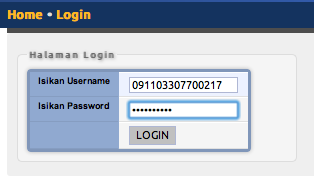 Home • Login
Halaman Login
Isikan Username 091103307700217
Isikan Password ••••••••••
LOGIN